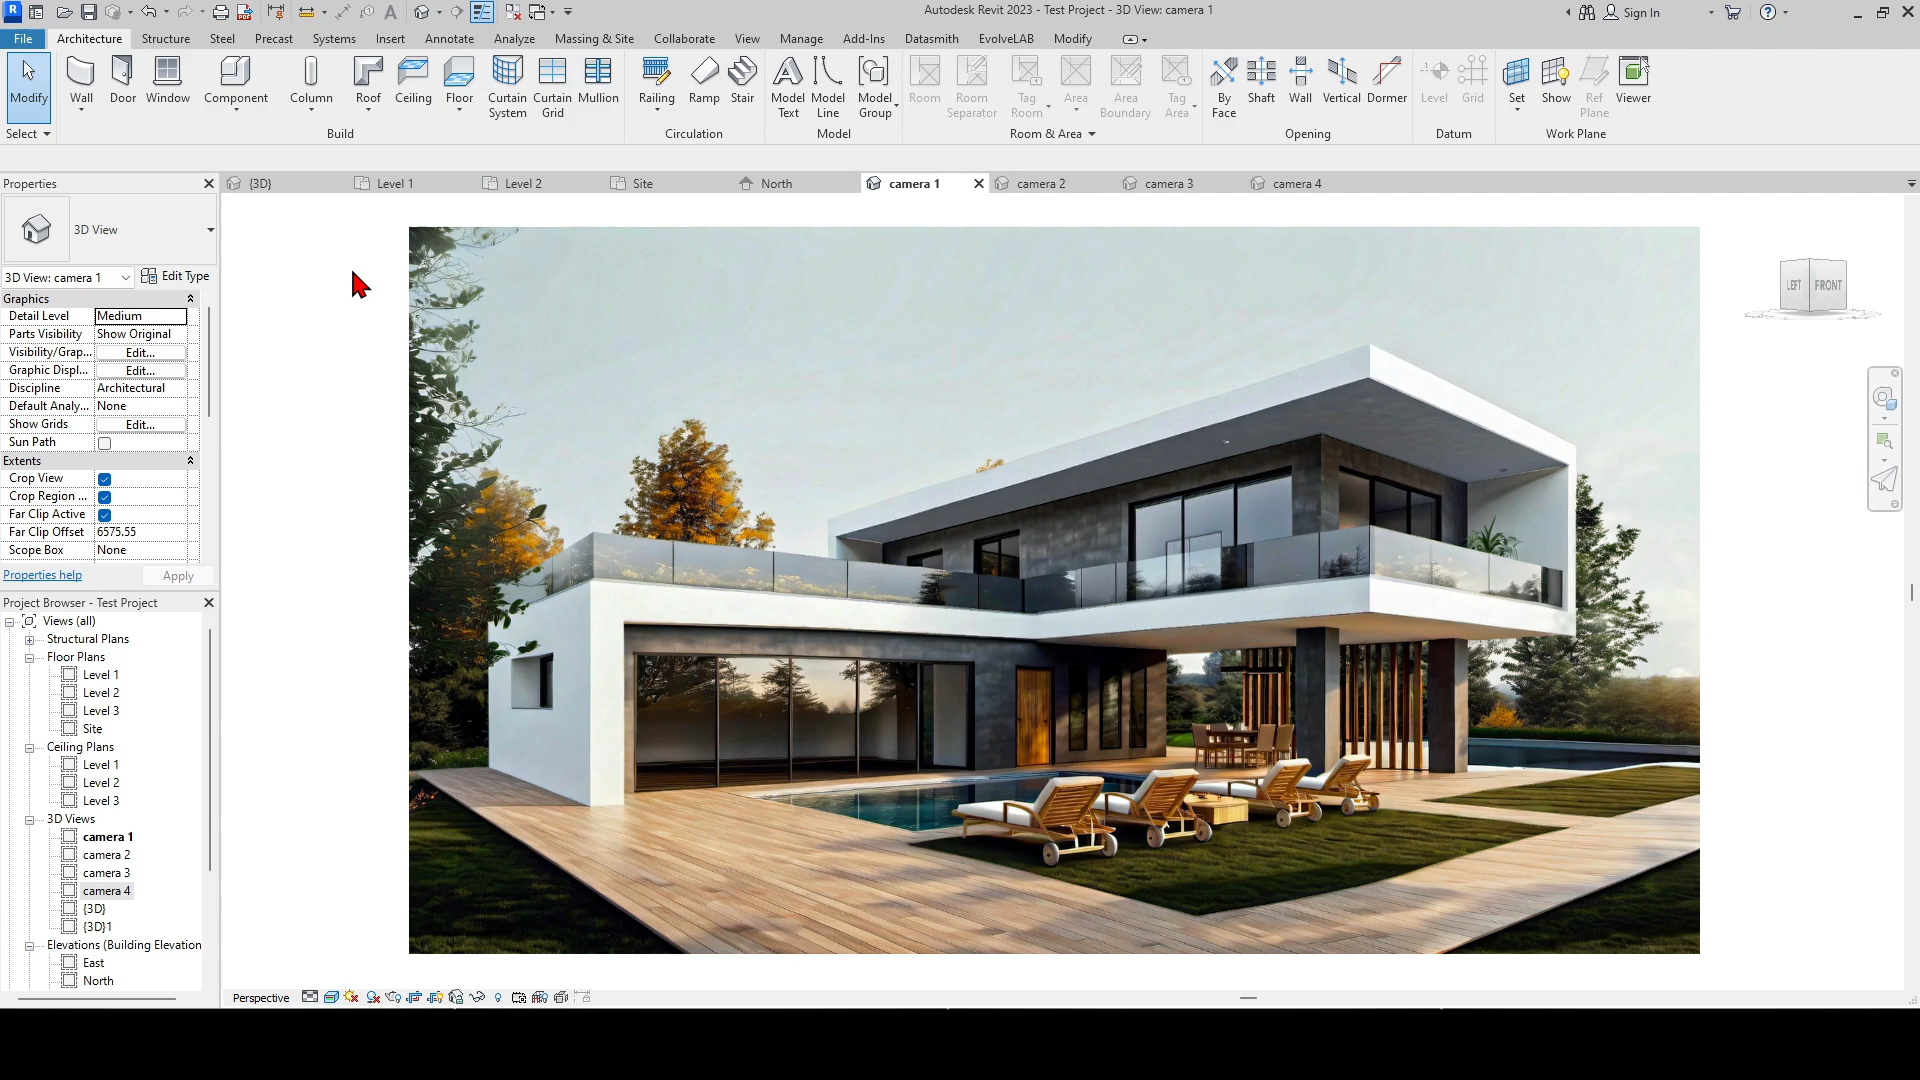 Autodesk Revit 2023 - Test Project - 3D View: camera 1
Sign In
File Architecture Structure Steel Precast Systems Insert Annotate Analyze Massing & Site Collaborate View Manage Add-Ins Datasmith EvolveLAB Modify
Modify
Wall
Door
Window
Component
Column
Roof
Ceiling
Floor
Curtain
System
Curtain
Grid
Mullion
Railing
Ramp
Stair
Model
Text
Model
Line
Model
Group
Room
Room
Separator
Tag
Room
Area
Area
Boundary
Tag
Area
By
Face
Shaft
Wall
Vertical
Dormer
Level
Grid
Set
Show
Ref
Plane
Viewer
Select
Build
Circulation
Model
Room & Area
Opening
Datum
Work Plane
Properties
{3D}
Level 1
Level 2
Site
North
camera 1
camera 2
camera 3
camera 4
3D View
3D View: camera 1
Edit Type
Graphics
Detail Level Medium
Parts Visibility Show Original
Visibility/Grap... Edit...
Graphic Displ... Edit...
Discipline Architectural
Default Analy... None
Show Grids Edit...
Sun Path
Extents
Crop View
Crop Region ...
Far Clip Active
Far Clip Offset 6575.55
Scope Box None
Properties help
Apply
Project Browser - Test Project
Views (all)
Structural Plans
Floor Plans
Level 1
Level 2
Level 3
Site
Ceiling Plans
Level 1
Level 2
Level 3
3D Views
camera 1
camera 2
camera 3
camera 4
{3D}
{3D}1
Elevations (Building Elevation
East
North
LEFT
FRONT
Perspective